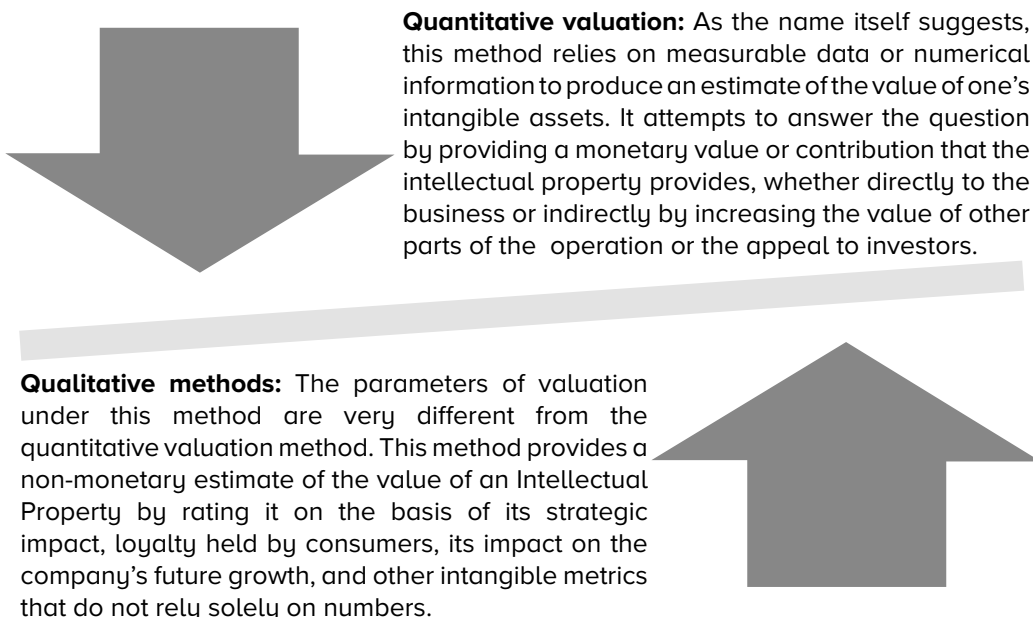 Quantitative valuation: As the name itself suggests,
this method relies on measurable data or numerical
information to produce an estimate of the value of one's
intangible assets. It attempts to answer the question
by providing a monetary value or contribution that the
intellectual property provides, whether directly to the
business or indirectly by increasing the value of other
parts of the operation or the appeal to investors.
Qualitative methods: The parameters of valuation
under this method are very different from the
quantitative valuation method. This method provides a
non-monetary estimate of the value of an Intellectual
Property by rating it on the basis of its strategic
impact, loyalty held by consumers, its impact on the
company's future growth, and other intangible metrics
that do not rely solely on numbers.